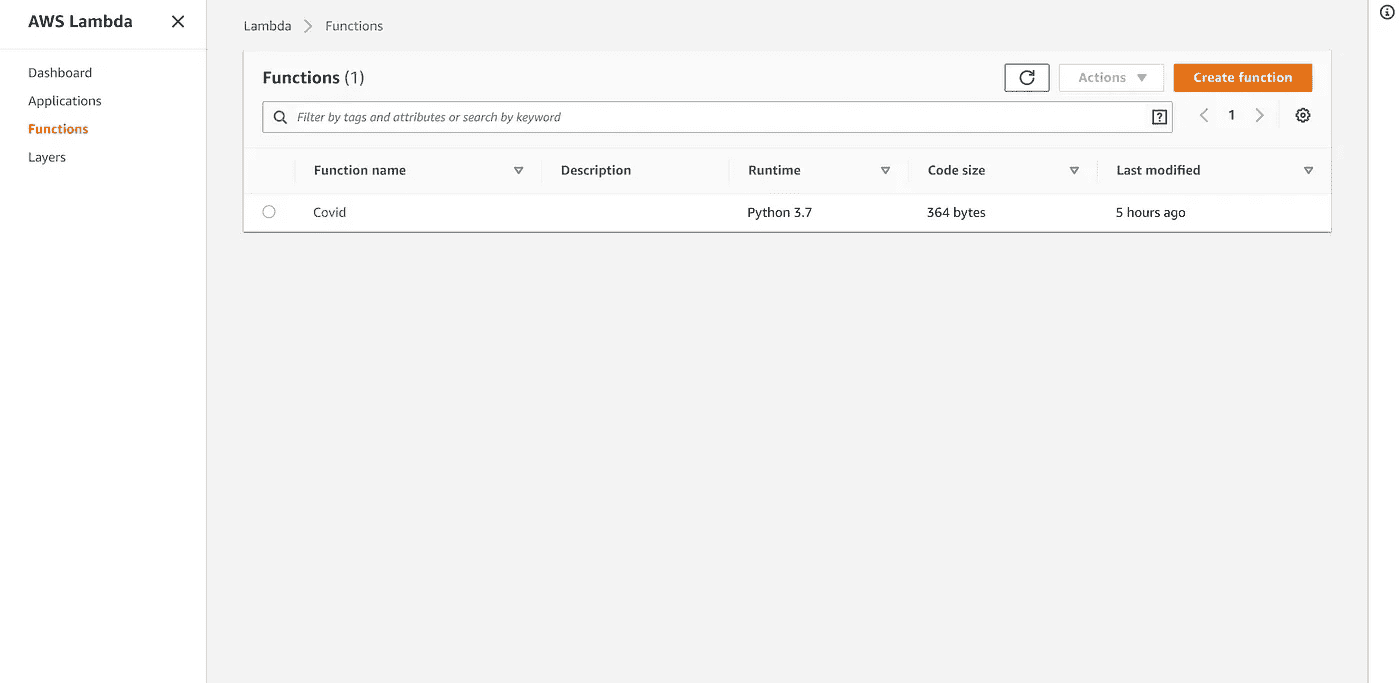 AWS Lambda
Dashboard
Applications
Functions
Layers
Lambda Functions
Functions (1)
Actions
Create function
Filter by tags and attributes or search by keyword
1
Function name Description Runtime Code size Last modified
Covid Python 3.7 364 bytes 5 hours ago